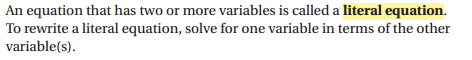 An equation that has two or more variables is called a literal equation.
To rewrite a literal equation, solve for one variable in terms of the other
variable(s).